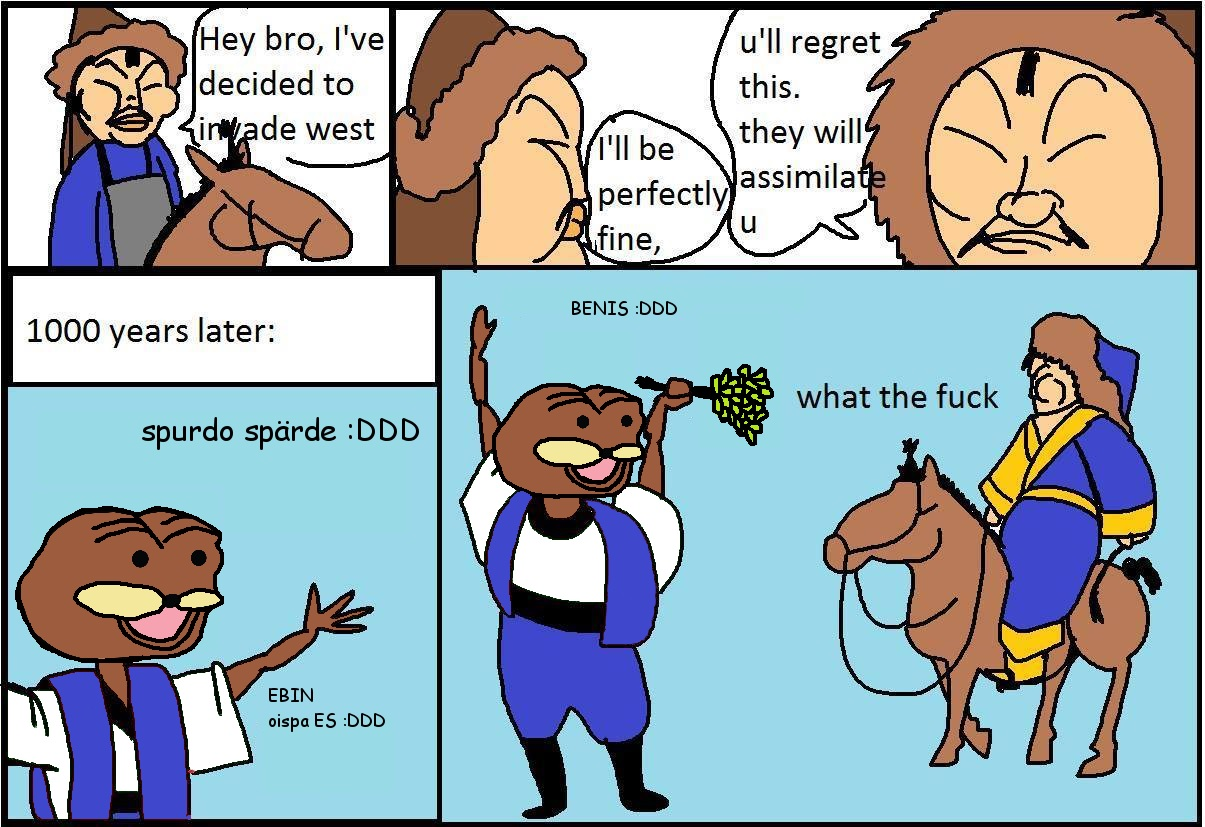 Hey bro, I've
decided to
invade west
I'll be
perfectly
fine,
u'll regret
this.
they will
assimilate
u
1000 years later:
spurdo spärde :DDD
EBIN
oispa ES :DDD
BENIS :DDD
what the fuck